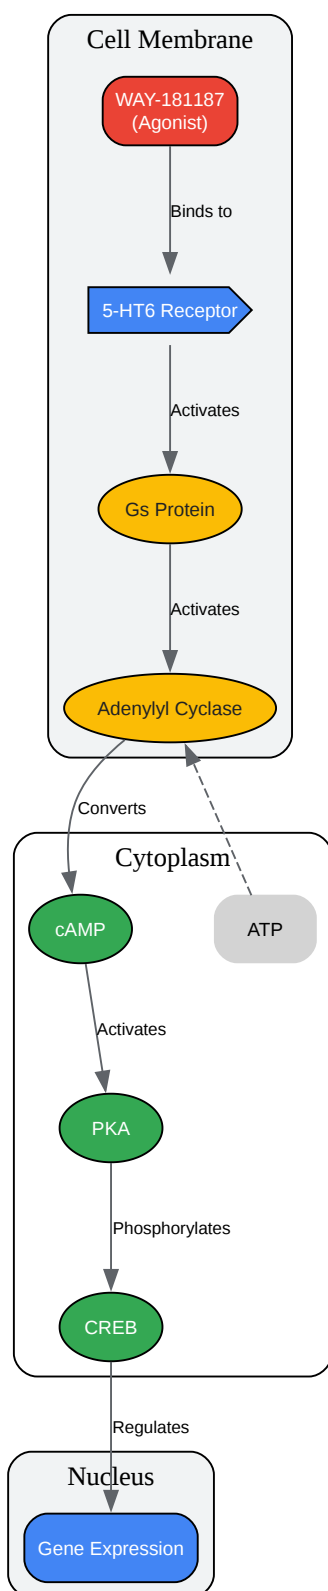 Cell Membrane
WAY-181187
(Agonist)
Binds to
5-HT6 Receptor
Activates
Gs Protein
Activates
Adenylyl Cyclase
Converts
Cytoplasm
cAMP
ATP
Activates
PKA
Phosphorylates
CREB
Regulates
Nucleus
Gene Expression